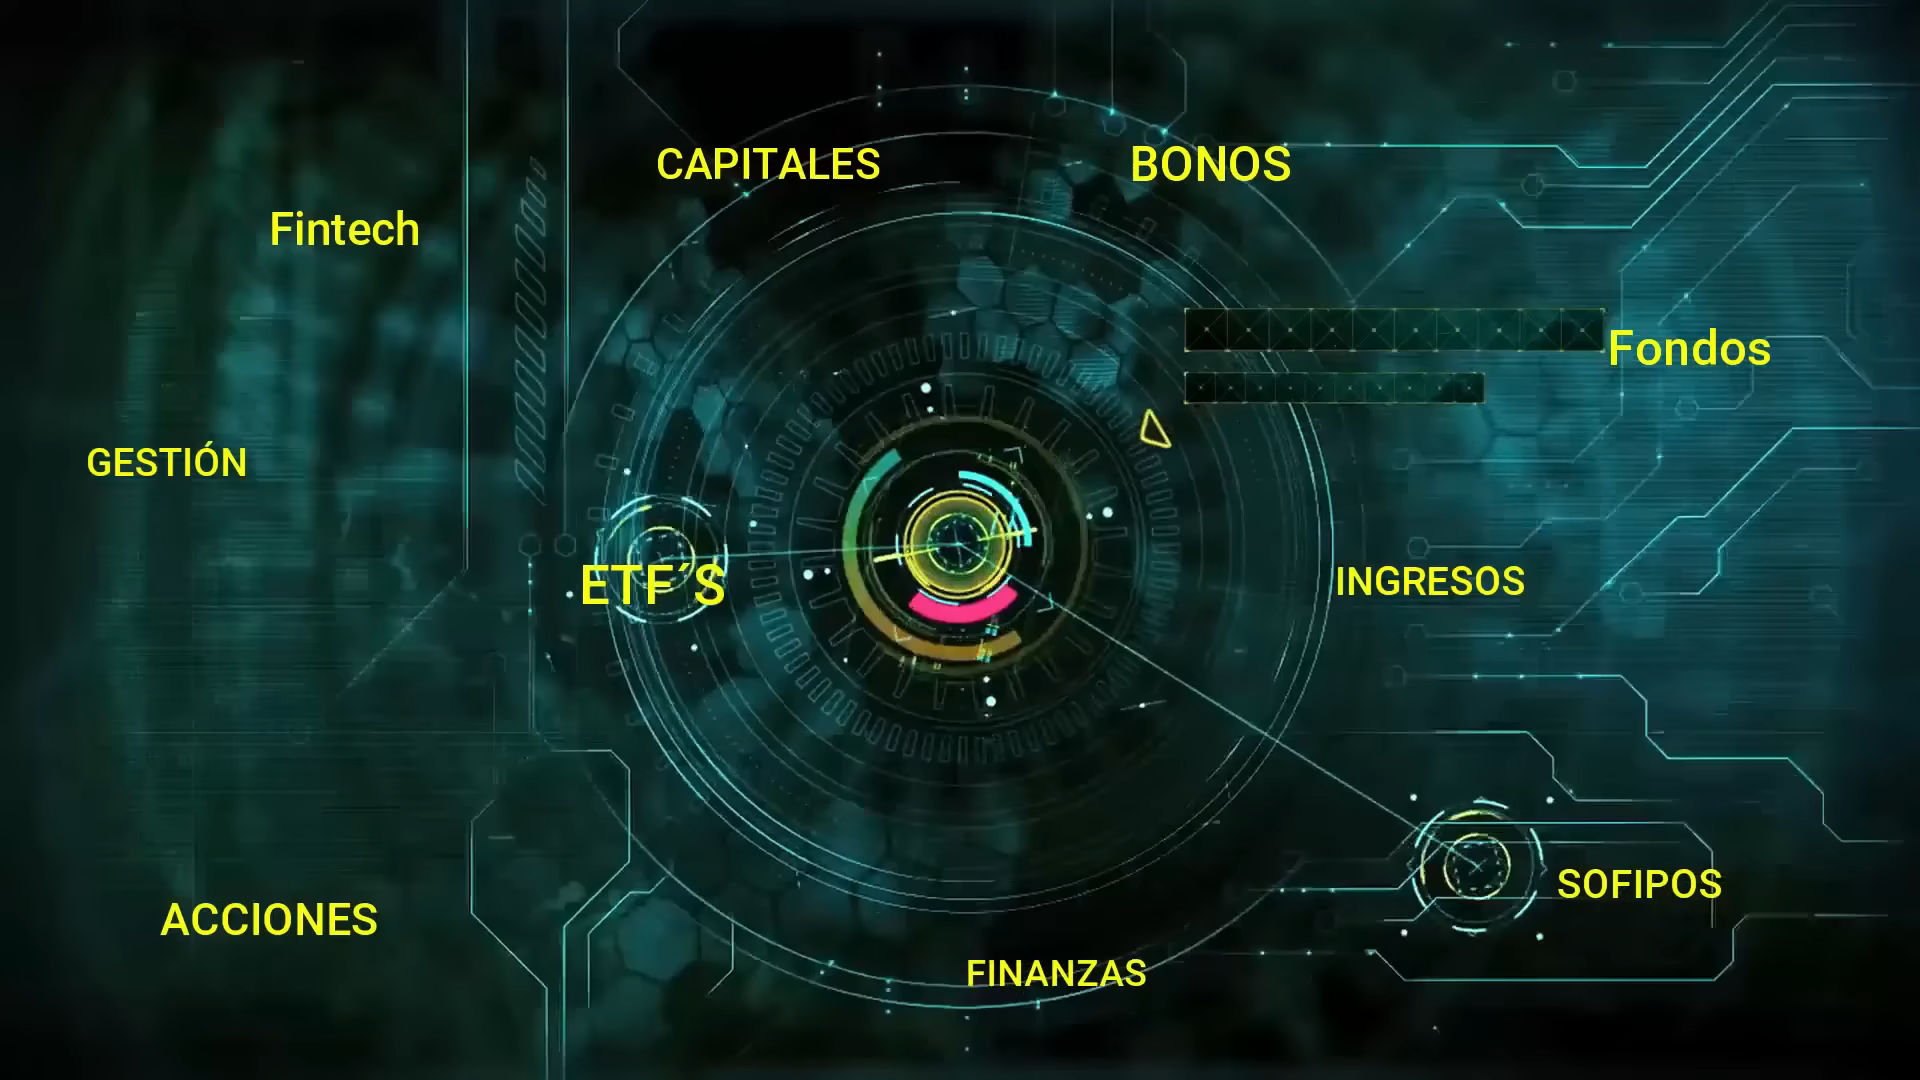 CAPITALES
BONOS
Fintech
Fondos
GESTIÓN
ETF´S
INGRESOS
SOFIPOS
ACCIONES
FINANZAS